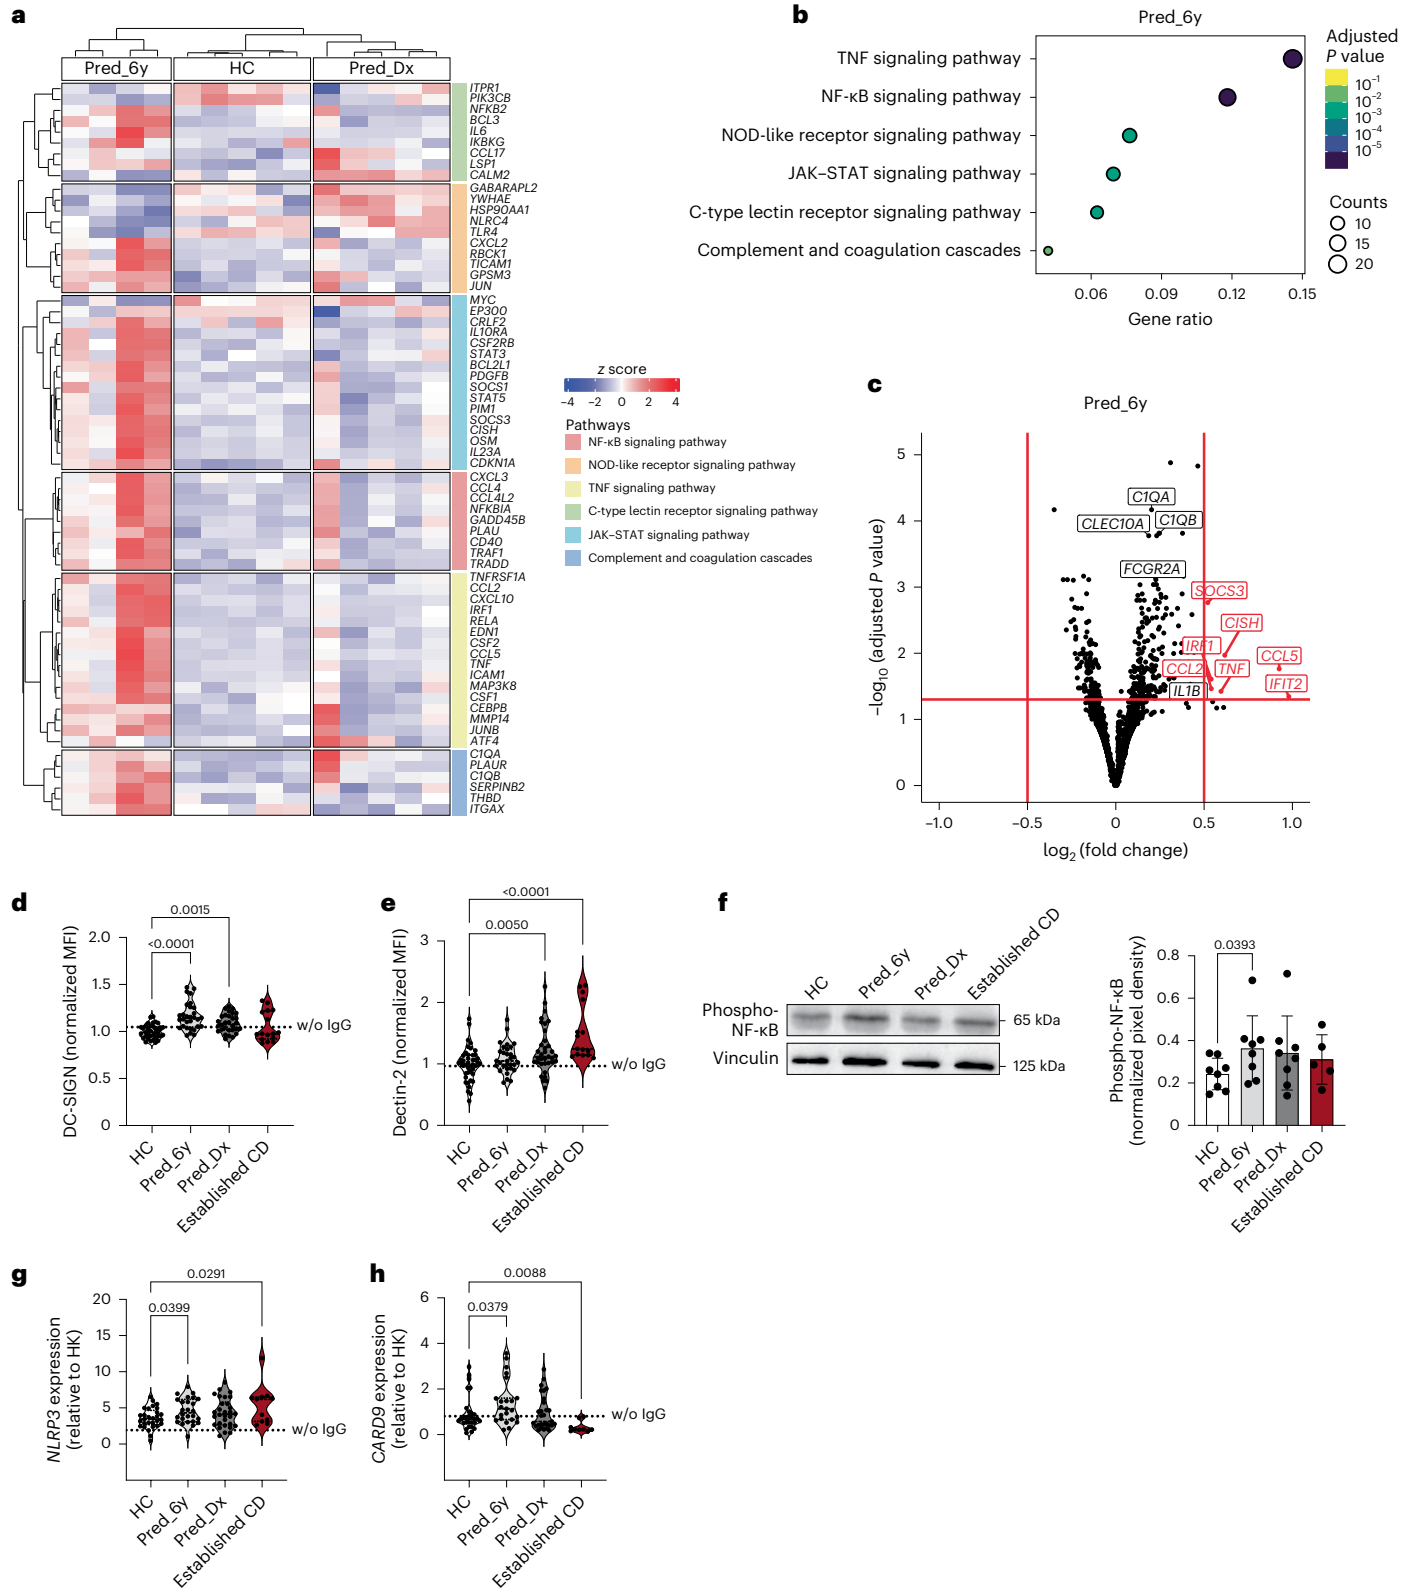 a
Pred_6y
HC
Pred_Dx
ITPR1
PIK3CB
NFKB2
BCL3
IL6
IKBKG
CCL17
LSP1
CALM2
GABARAPL2
YWHAE
HSP90AA1
NLRC4
TLR4
CXCL2
RBCK1
TICAM1
GPSM3
JUN
MYC
EP300
CRLF2
IL10RA
CSF2RB
STAT3
BCL2L1
PDGFB
SOCS1
STAT5
PIM1
SOCS3
CISH
OSM
IL23A
CDKN1A
CXCL3
CCL4
CCL4L2
NFKBIA
GADD45B
PLAU
CD40
TRAF1
TRADD
TNFRSF1A
CCL2
CXCL10
IRF1
RELA
EDN1
CSF2
CCL5
TNF
ICAM1
MAP3K8
CSF1
CEBPB
MMP14
JUNB
ATF4
C1QA
PLAUR
C1QB
SERPINB2
THBD
ITGAX
z score
−4 −2 0 2 4
Pathways
NF-κB signaling pathway
NOD-like receptor signaling pathway
TNF signaling pathway
C-type lectin receptor signaling pathway
JAK–STAT signaling pathway
Complement and coagulation cascades
b
Pred_6y
TNF signaling pathway
NF-κB signaling pathway
NOD-like receptor signaling pathway
JAK–STAT signaling pathway
C-type lectin receptor signaling pathway
Complement and coagulation cascades
0.06 0.09 0.12 0.15
Gene ratio
Adjusted
P value
10⁻¹
10⁻²
10⁻³
10⁻⁴
10⁻⁵
Counts
10
15
20
c
Pred_6y
−log₁₀ (adjusted P value)
5
4
3
2
1
0
C1QA
CLEC10A
C1QB
FCGR2A
SOCS3
CISH
IRF1
CCL5
CCL2
TNF
IFIT2
IL1B
−1.0 −0.5 0 0.5 1.0
log₂ (fold change)
d
DC-SIGN (normalized MFI)
2.0
1.5
1.0
0.5
0
0.0015
<0.0001
w/o IgG
HC
Pred_6y
Pred_Dx
Established CD
e
Dectin-2 (normalized MFI)
3
2
1
0
<0.0001
0.0050
w/o IgG
HC
Pred_6y
Pred_Dx
Established CD
f
HC
Pred_6y
Pred_Dx
Established CD
Phospho-
NF-κB
65 kDa
Vinculin
125 kDa
Phospho-NF-κB
(normalized pixel density)
0.8
0.6
0.4
0.2
0
0.0393
HC
Pred_6y
Pred_Dx
Established CD
g
NLRP3 expression
(relative to HK)
20
15
10
5
0
0.0291
0.0399
w/o IgG
HC
Pred_6y
Pred_Dx
Established CD
h
CARD9 expression
(relative to HK)
6
4
2
0
0.0088
0.0379
w/o IgG
HC
Pred_6y
Pred_Dx
Established CD